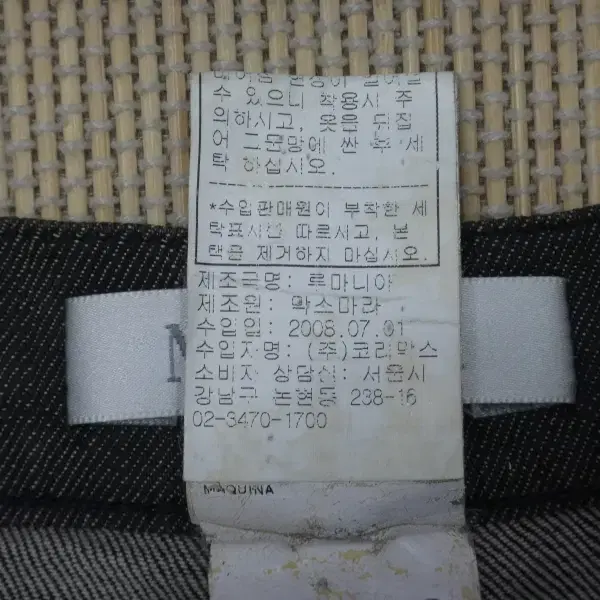 수 있으니 착용시 주
의하시고, 옷을 뒤집
어 그물망에 싼 후 세
탁 하십시오.
*수입판매원이 부착한 세
탁표시를 따르시고, 본
택은 제거하지 마십시오.
제조국명: 루마니아
제조원: 막스마라
수입일: 2008.07.01
수입자명: (주)코리막스
소비자 상담실: 서울시
강남구 논현동 238-16
02-3470-1700
M
MAQUINA